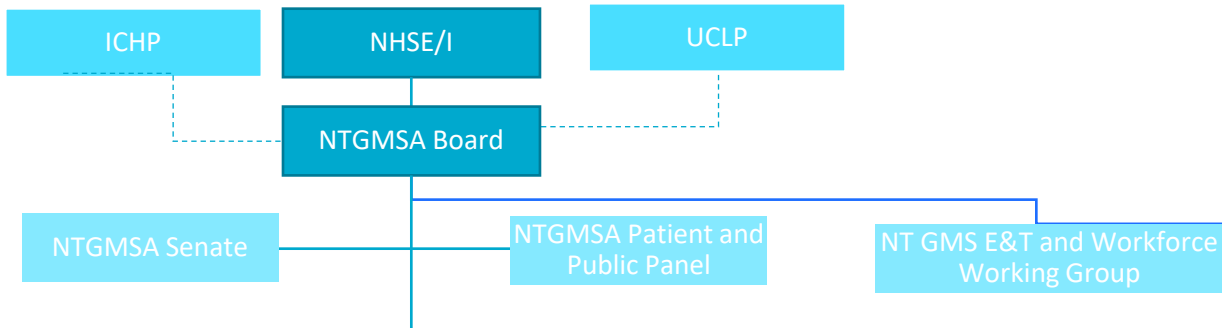 ICHP
NHSE/I
UCLP
NTGMSA Board
NTGMSA Senate
NTGMSA Patient and
Public Panel
NT GMS E&T and Workforce
Working Group